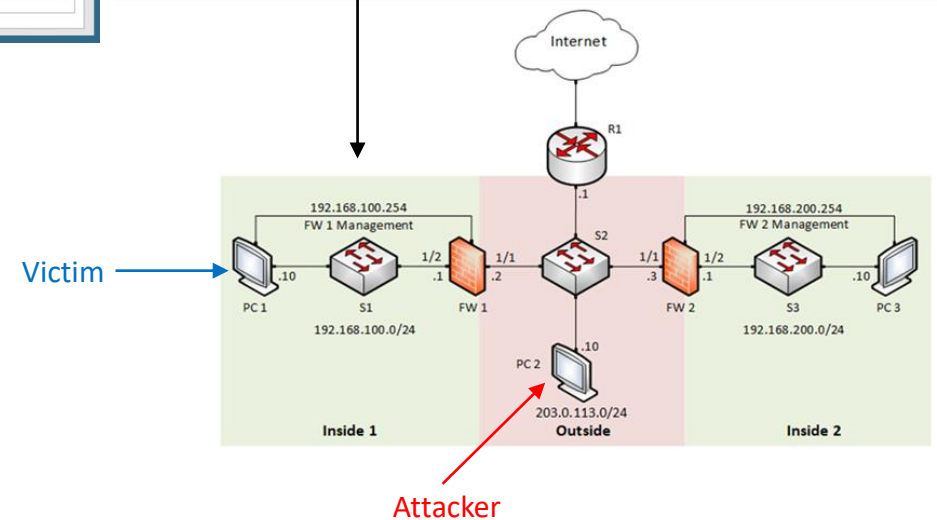 Internet
R1
.1
192.168.100.254
FW 1 Management
192.168.200.254
FW 2 Management
S2
Victim
.10
1/2
.1
1/1
.2
1/1
.3
1/2
.1
.10
PC 1
S1
FW 1
FW 2
S3
PC 3
192.168.100.0/24
192.168.200.0/24
.10
PC 2
203.0.113.0/24
Inside 1
Outside
Inside 2
Attacker